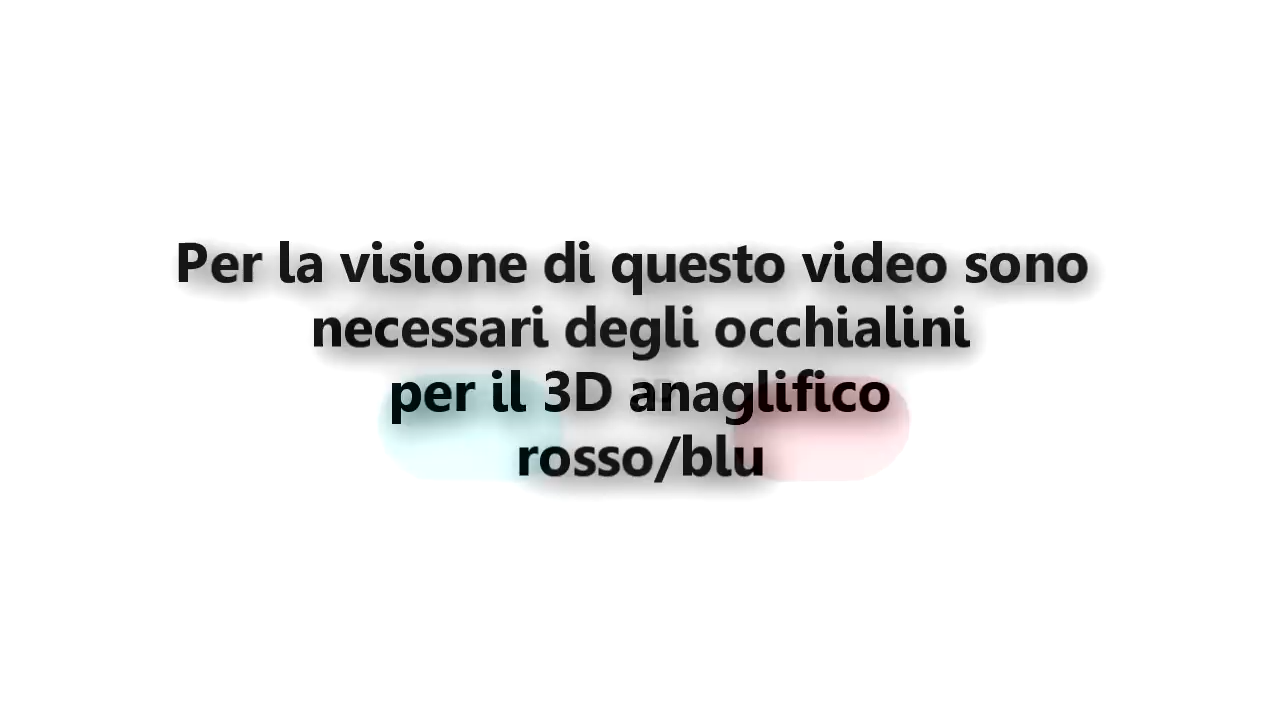 Per la visione di questo video sono
necessari degli occhialini
per il 3D anaglifico
rosso/blu